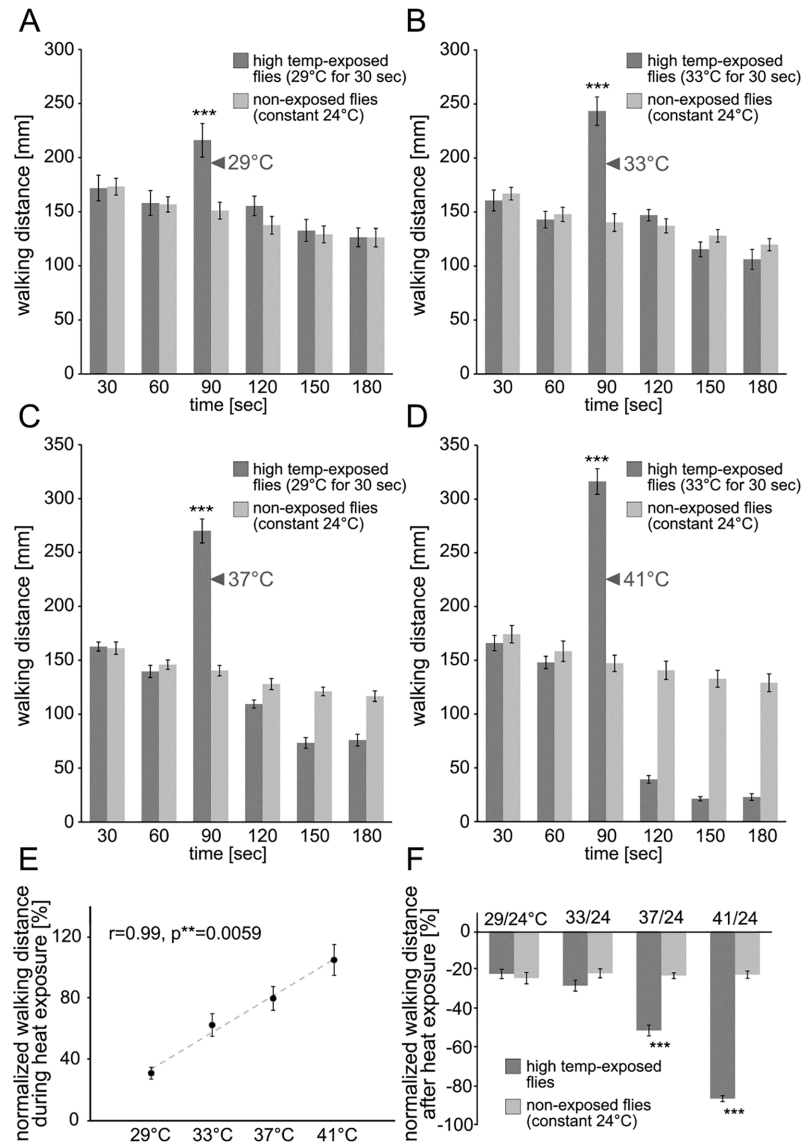 A
300
250
200
150
100
50
0
walking distance [mm]
high temp-exposed
flies (29°C for 30 sec)
non-exposed flies
(constant 24°C)
***
29°C
30 60 90 120 150 180
time [sec]
B
300
250
200
150
100
50
0
walking distance [mm]
high temp-exposed
flies (33°C for 30 sec)
non-exposed flies
(constant 24°C)
***
33°C
30 60 90 120 150 180
time [sec]
C
350
300
250
200
150
100
50
0
walking distance [mm]
high temp-exposed
flies (29°C for 30 sec)
non-exposed flies
(constant 24°C)
***
37°C
30 60 90 120 150 180
time [sec]
D
350
300
250
200
150
100
50
0
walking distance [mm]
high temp-exposed
flies (33°C for 30 sec)
non-exposed flies
(constant 24°C)
***
41°C
30 60 90 120 150 180
time [sec]
E
normalized walking distance
during heat exposure [%]
120
80
40
0
r=0.99, p**=0.0059
29°C 33°C 37°C 41°C
F
normalized walking distance
after heat exposure [%]
29/24°C 33/24 37/24 41/24
0
-20
-40
-60
-80
-100
***
***
high temp-exposed
flies
non-exposed flies
(constant 24°C)